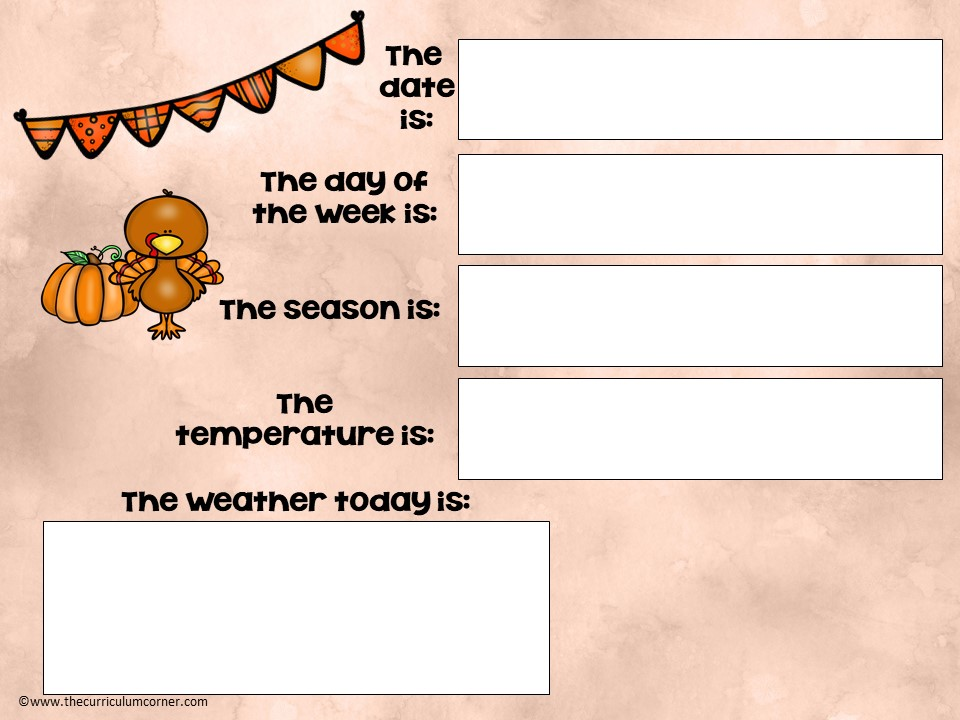 The
date
is:
The day of
the week is:
The season is:
The
temperature is:
The weather today is:
©www.thecurriculumcorner.com